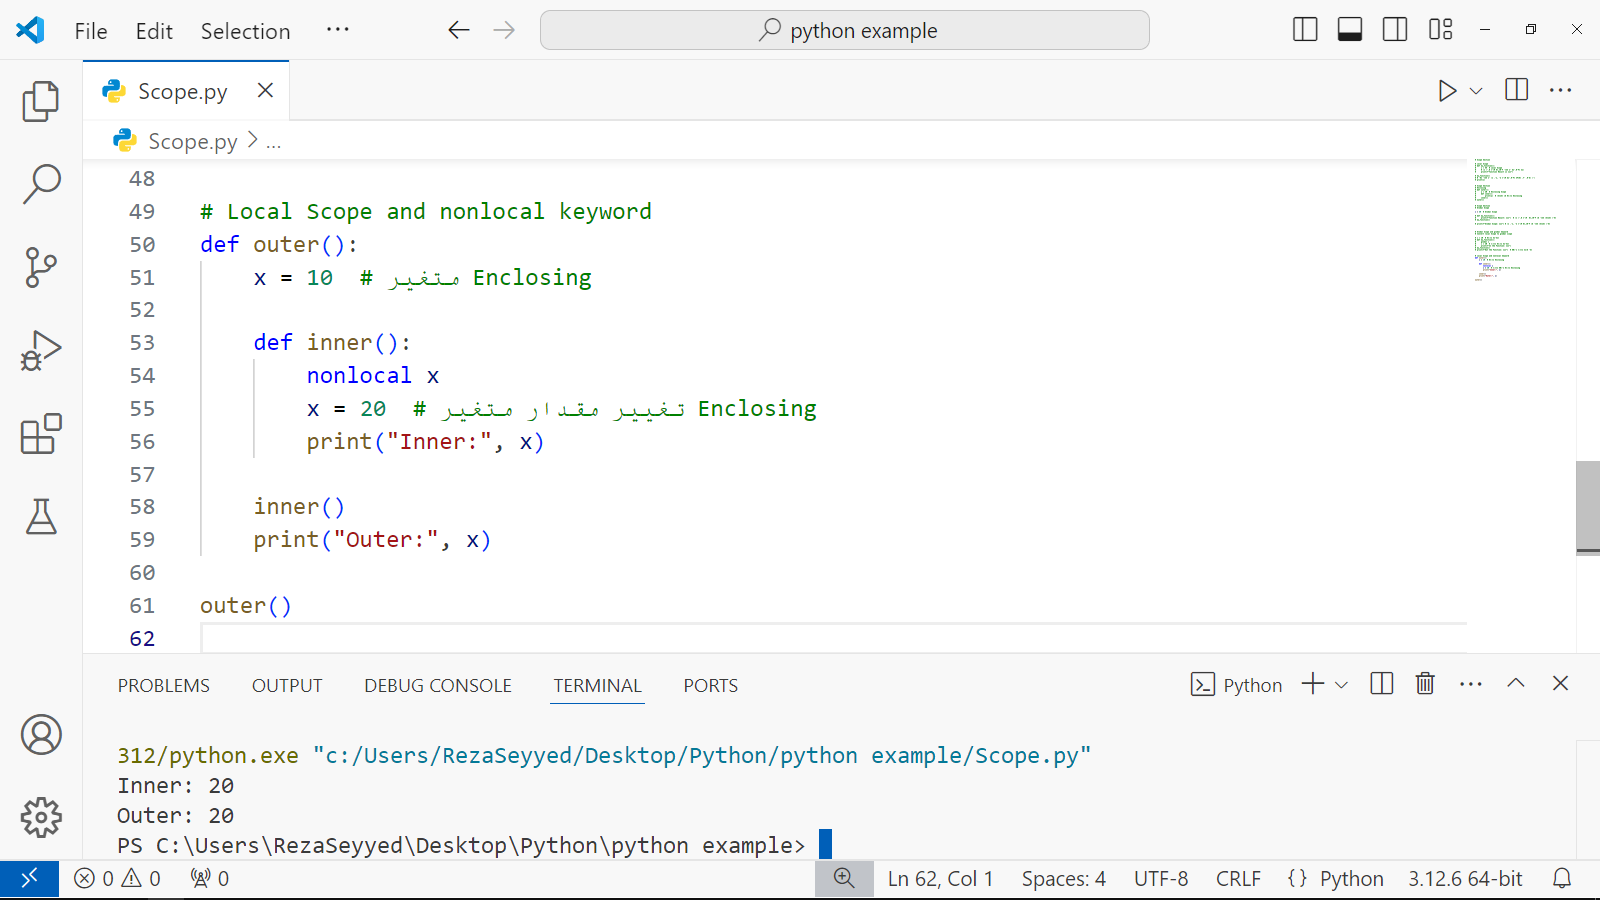 File Edit Selection ··· python example
Scope.py
Scope.py > ...
48
49 # Local Scope and nonlocal keyword
50 def outer():
51     x = 10  # متغیر Enclosing
52
53     def inner():
54         nonlocal x
55         x = 20  # تغییر مقدار متغیر Enclosing
56         print("Inner:", x)
57
58     inner()
59     print("Outer:", x)
60
61 outer()
62
PROBLEMS OUTPUT DEBUG CONSOLE TERMINAL PORTS Python
312/python.exe "c:/Users/RezaSeyyed/Desktop/Python/python example/Scope.py"
Inner: 20
Outer: 20
PS C:\Users\RezaSeyyed\Desktop\Python\python example>
0 0 0 Ln 62, Col 1 Spaces: 4 UTF-8 CRLF {} Python 3.12.6 64-bit